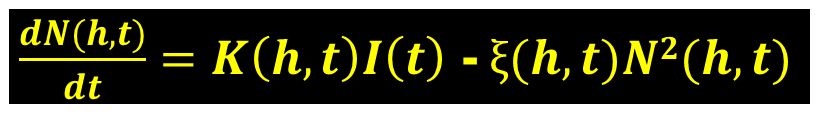 dN(h,t)/dt = K(h,t)I(t) - ξ(h,t)N²(h,t)